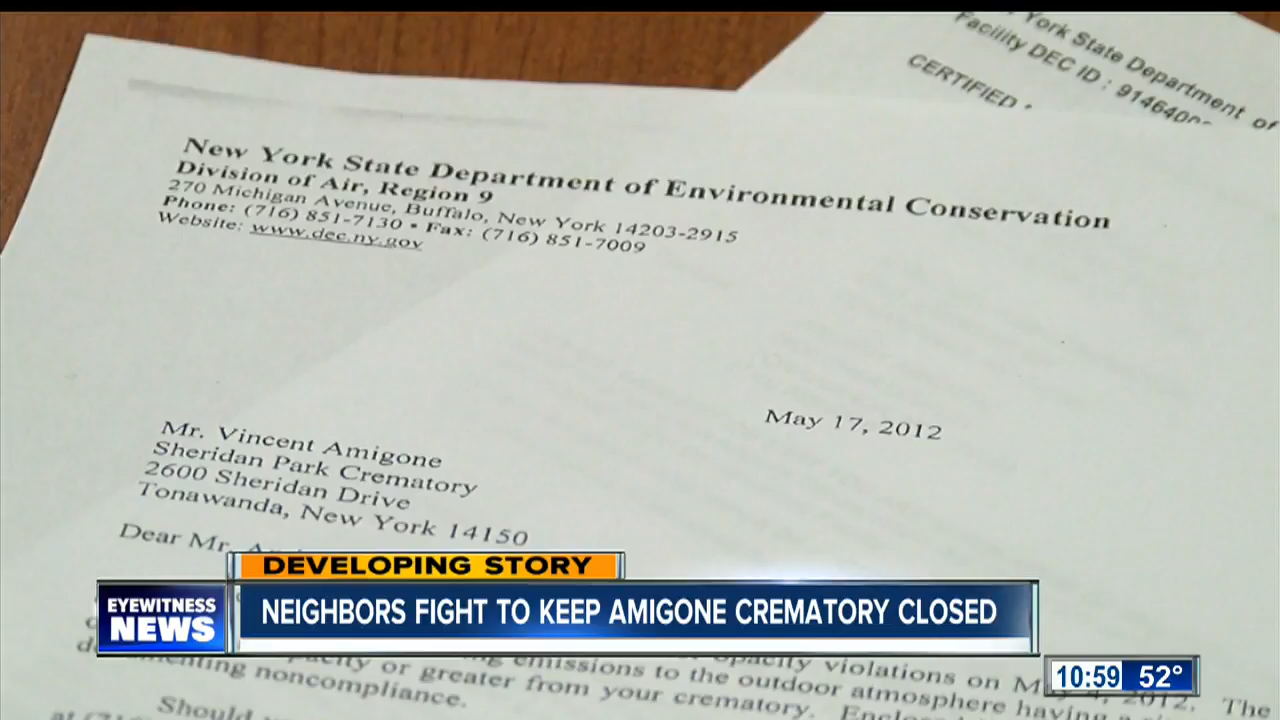 York State Department of
Facility DEC ID : 914640
CERTIFIED
New York State Department of Environmental Conservation
Division of Air, Region 9
270 Michigan Avenue, Buffalo, New York 14203-2915
Phone: (716) 851-7130 • Fax: (716) 851-7009
Website: www.dec.ny.gov
May 17, 2012
Mr. Vincent Amigone
Sheridan Park Crematory
2600 Sheridan Drive
Tonawanda, New York 14150
Dear Mr.
DEVELOPING STORY
EYEWITNESS
NEWS
NEIGHBORS FIGHT TO KEEP AMIGONE CREMATORY CLOSED
opacity violations on May 2012. The
emissions to the outdoor atmosphere having a
or greater from your crematory.
noncompliance.
10:59 52°